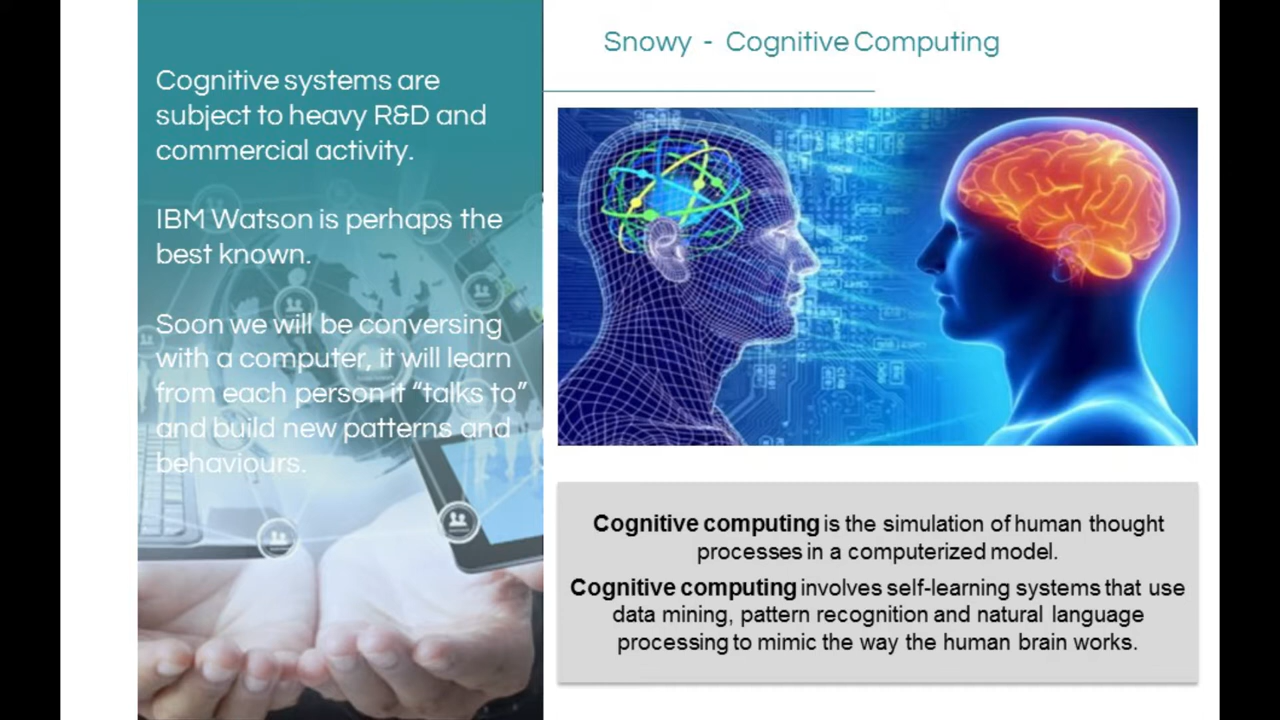 Snowy - Cognitive Computing
Cognitive systems are
subject to heavy R&D and
commercial activity.
IBM Watson is perhaps the
best known.
Soon we will be conversing
with a computer, it will learn
from each person it “talks to”
and build new patterns and
behaviours.
Cognitive computing is the simulation of human thought
processes in a computerized model.
Cognitive computing involves self-learning systems that use
data mining, pattern recognition and natural language
processing to mimic the way the human brain works.